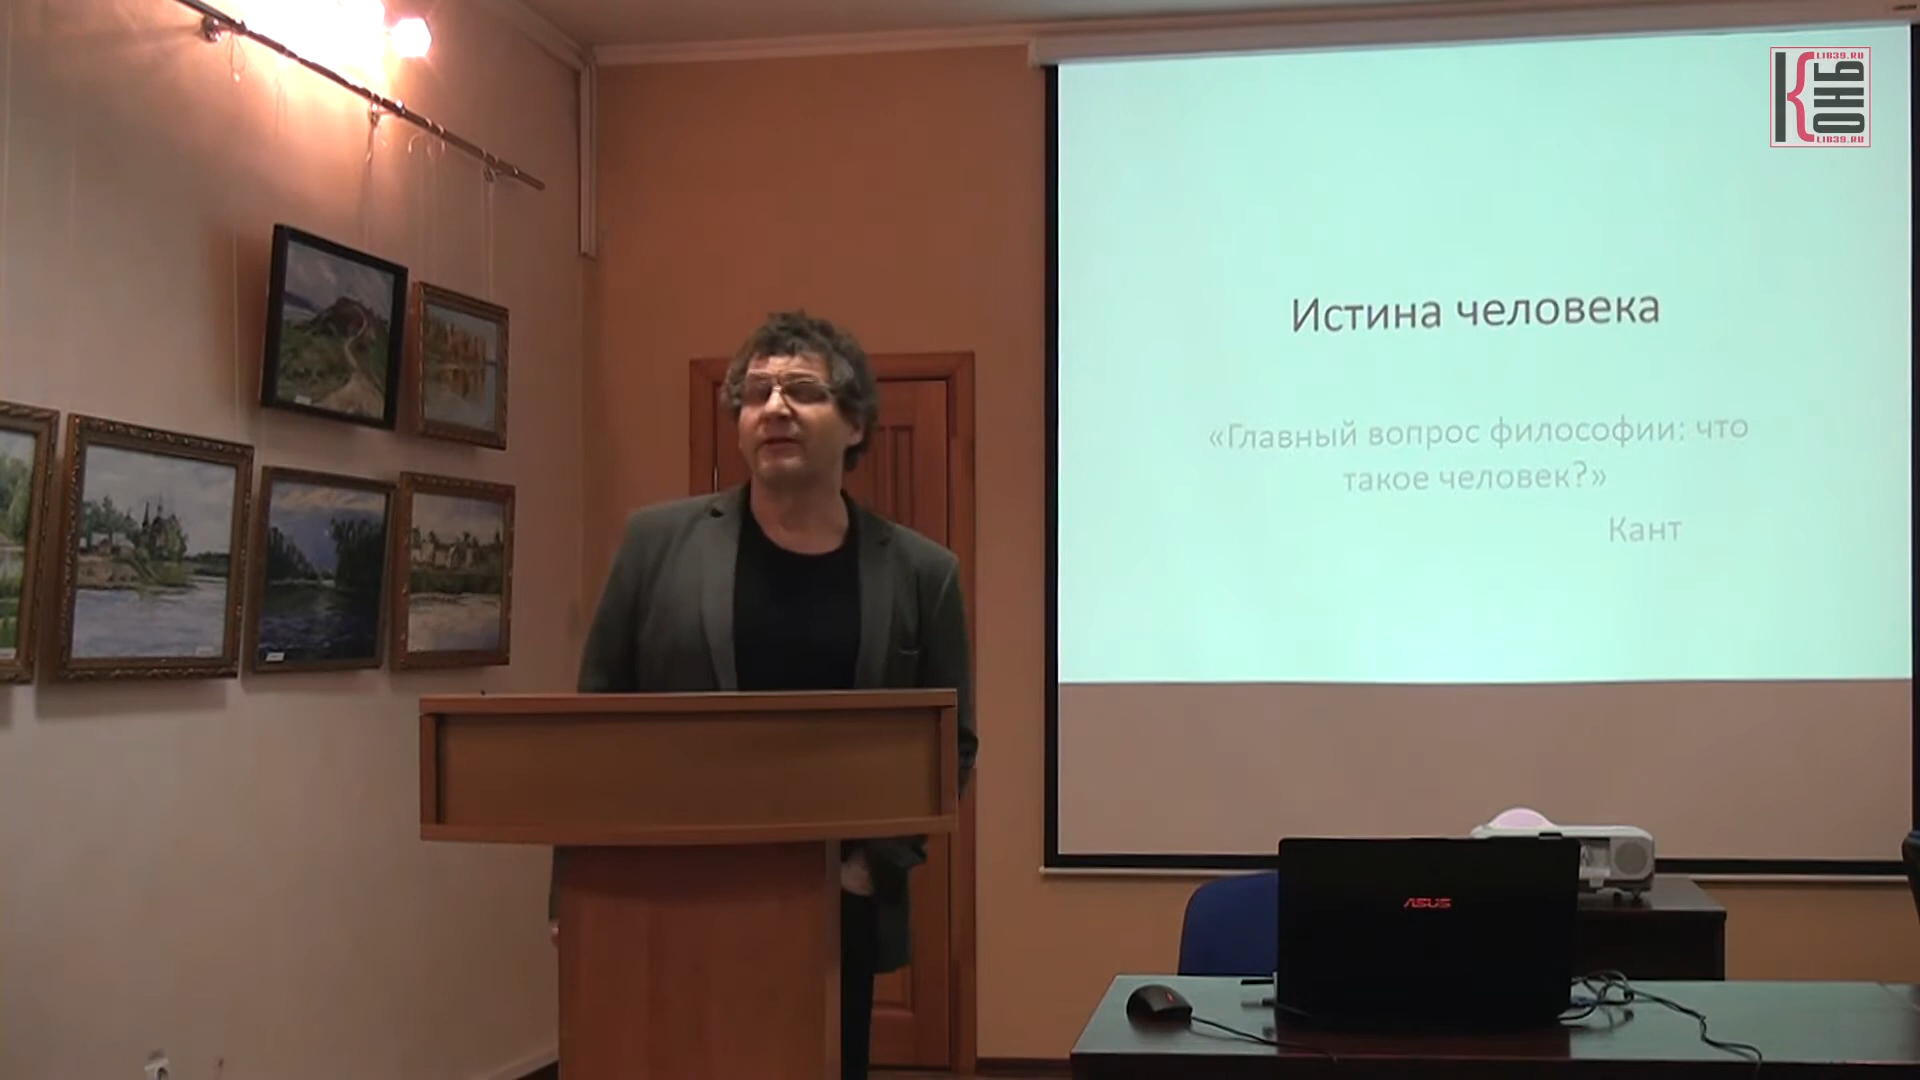 LIB39.RU
КОНБ
LIB39.RU
Истина человека
«Главный вопрос философии: что
такое человек?»
Кант
ASUS